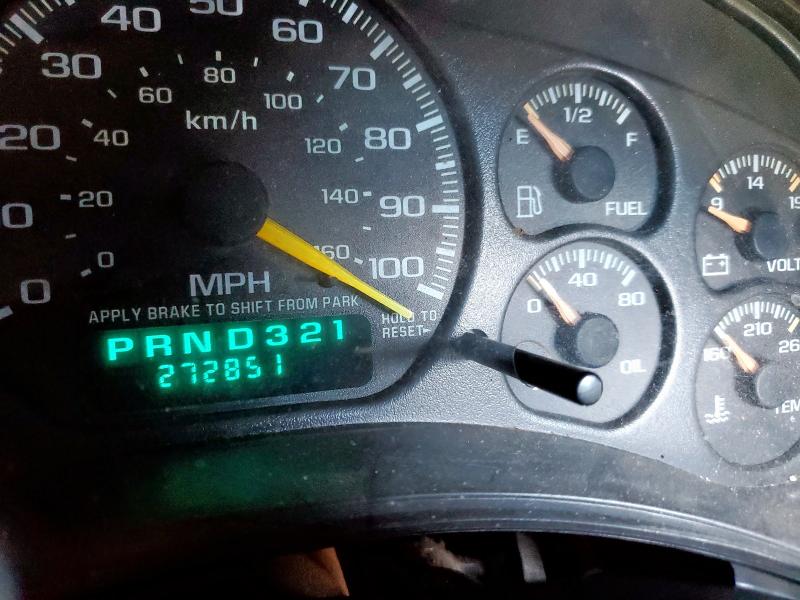 40 50 60
30 70
20 80
10 90
0 100
60 80 100
40 120
20 140
0 160
km/h
MPH
APPLY BRAKE TO SHIFT FROM PARK
HOLD TO
RESET-
PRND321
272851
E 1/2 F
FUEL
0 40 80
OIL
9 14 19
VOLT
160 210 26
TEM